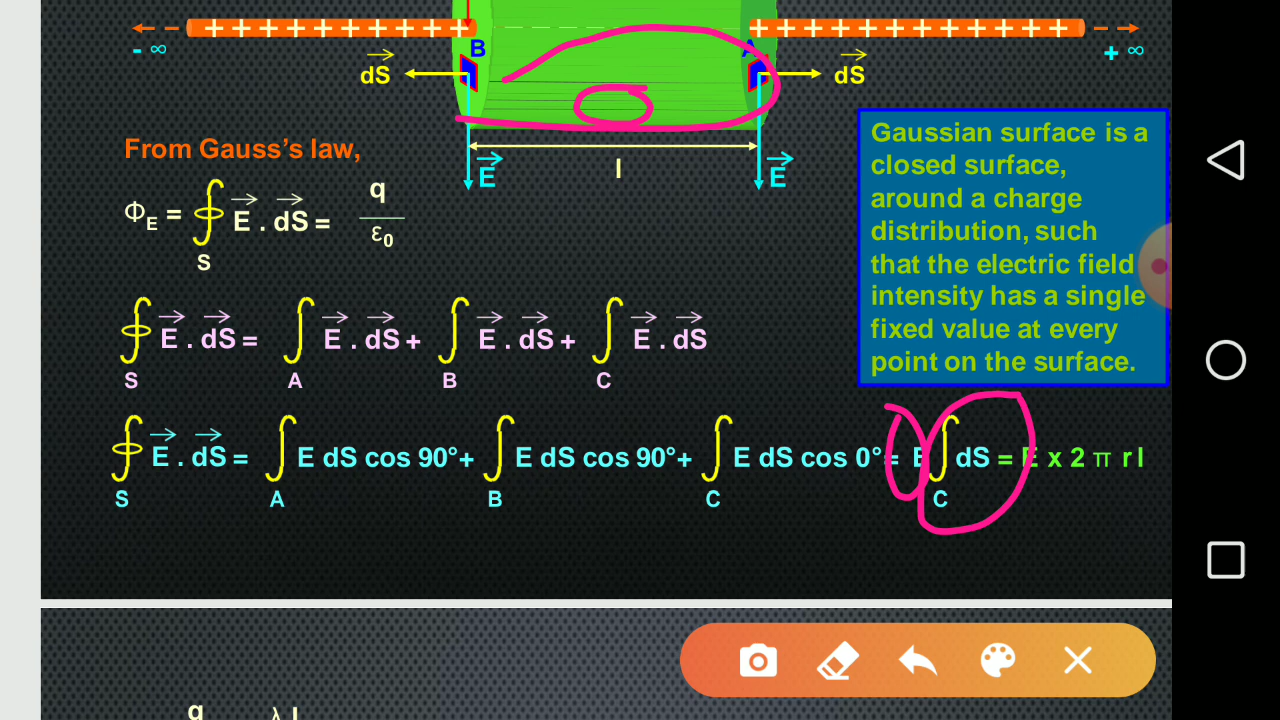 + + + + + + + + + + + + + + + + + + + + + + + + + + +
- ∞
B
A
+ ∞
dS
dS
Gaussian surface is a
closed surface,
around a charge
distribution, such
that the electric field
intensity has a single
fixed value at every
point on the surface.
From Gauss’s law,
E
l
E
Φ_E = ∮_S E . dS = q / ε₀
∮_S E . dS = ∫_A E . dS + ∫_B E . dS + ∫_C E . dS
∮_S E . dS = ∫_A E dS cos 90° + ∫_B E dS cos 90° + ∫_C E dS cos 0° = E ∫_C dS = E x 2 π r l
q λ l